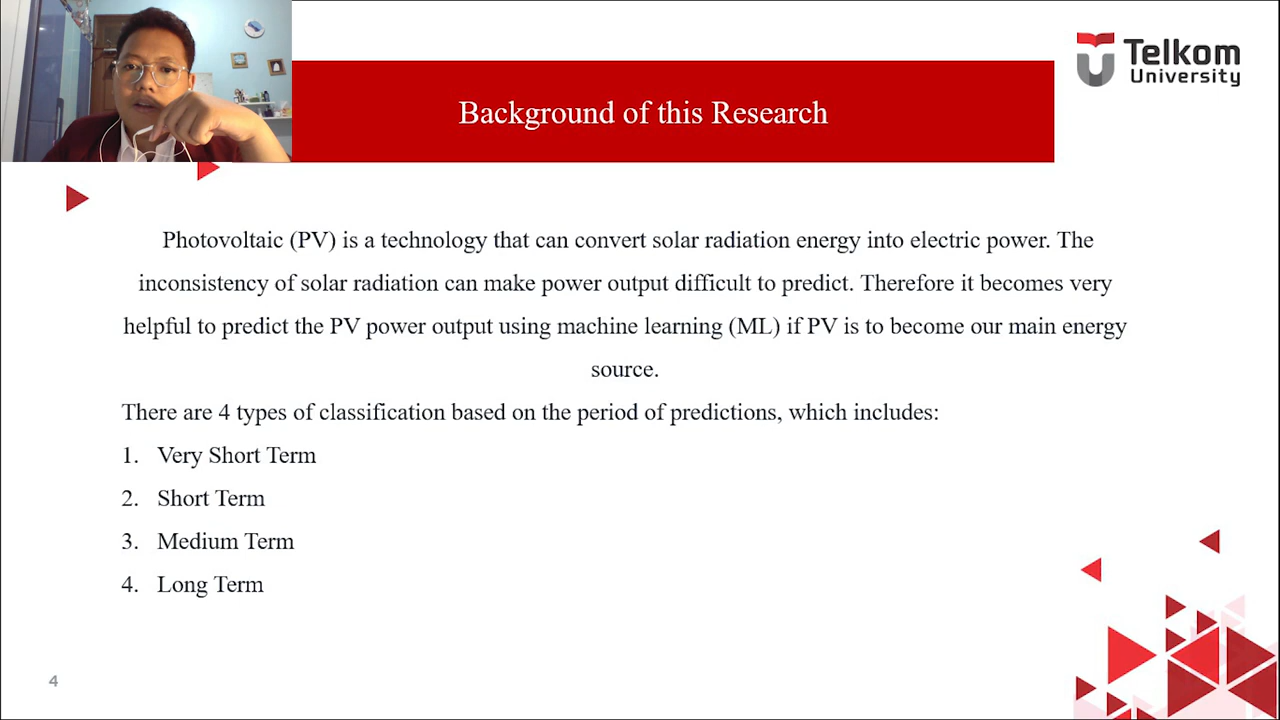 Telkom
University
Background of this Research
Photovoltaic (PV) is a technology that can convert solar radiation energy into electric power. The
inconsistency of solar radiation can make power output difficult to predict. Therefore it becomes very
helpful to predict the PV power output using machine learning (ML) if PV is to become our main energy
source.
There are 4 types of classification based on the period of predictions, which includes:
1. Very Short Term
2. Short Term
3. Medium Term
4. Long Term
4